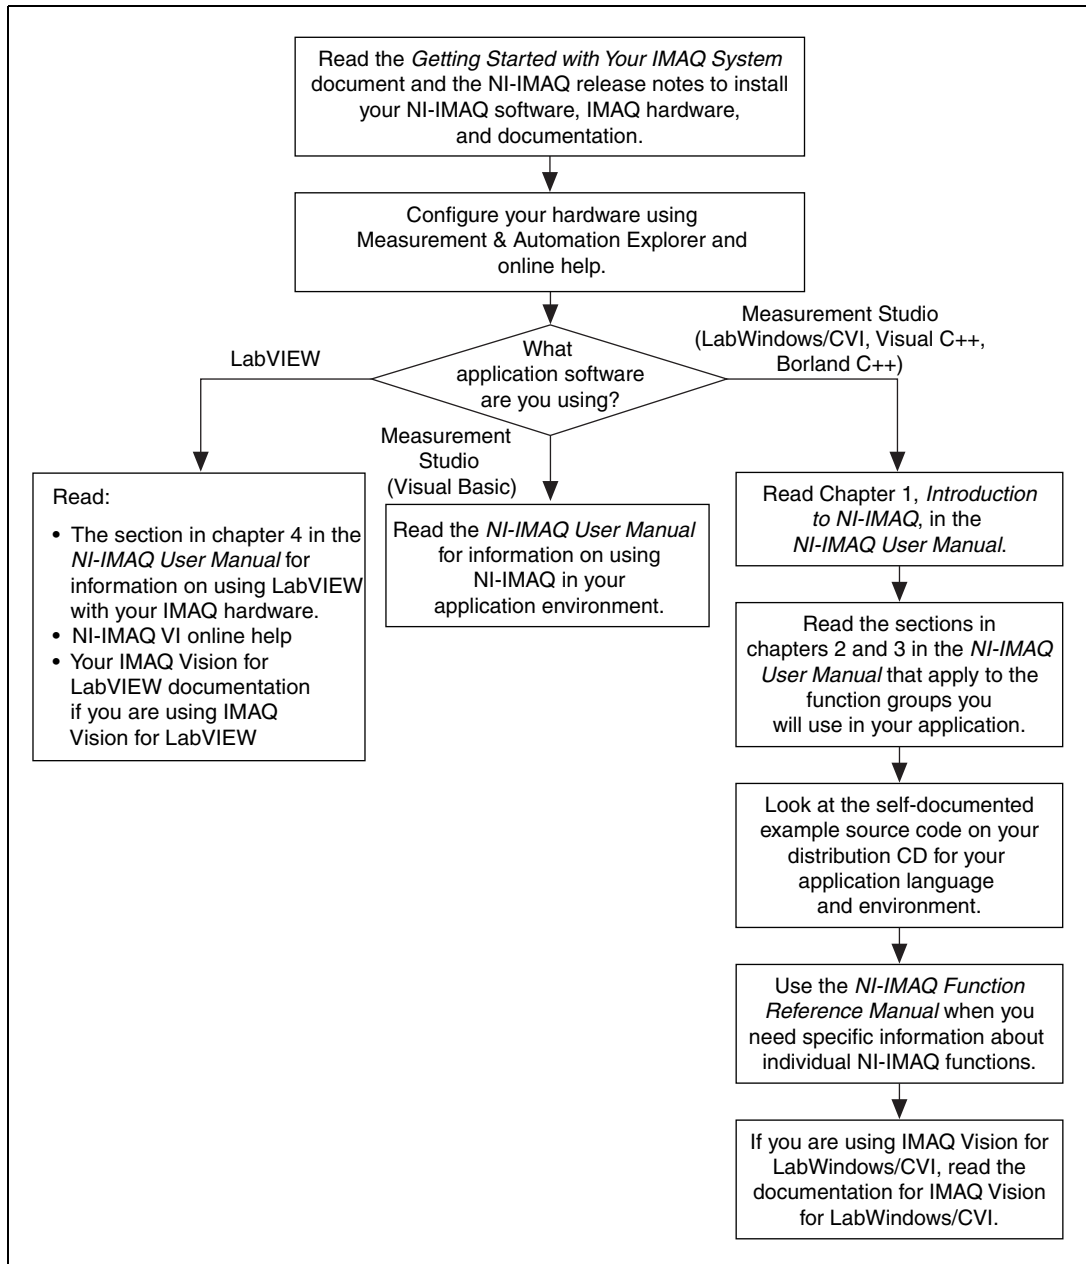 Read the Getting Started with Your IMAQ System
document and the NI-IMAQ release notes to install
your NI-IMAQ software, IMAQ hardware,
and documentation.
Configure your hardware using
Measurement & Automation Explorer and
online help.
What
application software
are you using?
LabVIEW
Read:
• The section in chapter 4 in the
NI-IMAQ User Manual for
information on using LabVIEW
with your IMAQ hardware.
• NI-IMAQ VI online help
• Your IMAQ Vision for
LabVIEW documentation
if you are using IMAQ
Vision for LabVIEW
Measurement
Studio
(Visual Basic)
Read the NI-IMAQ User Manual
for information on using
NI-IMAQ in your
application environment.
Measurement Studio
(LabWindows/CVI, Visual C++,
Borland C++)
Read Chapter 1, Introduction
to NI-IMAQ, in the
NI-IMAQ User Manual.
Read the sections in
chapters 2 and 3 in the NI-IMAQ
User Manual that apply to the
function groups you
will use in your application.
Look at the self-documented
example source code on your
distribution CD for your
application language
and environment.
Use the NI-IMAQ Function
Reference Manual when you
need specific information about
individual NI-IMAQ functions.
If you are using IMAQ Vision for
LabWindows/CVI, read the
documentation for IMAQ Vision
for LabWindows/CVI.